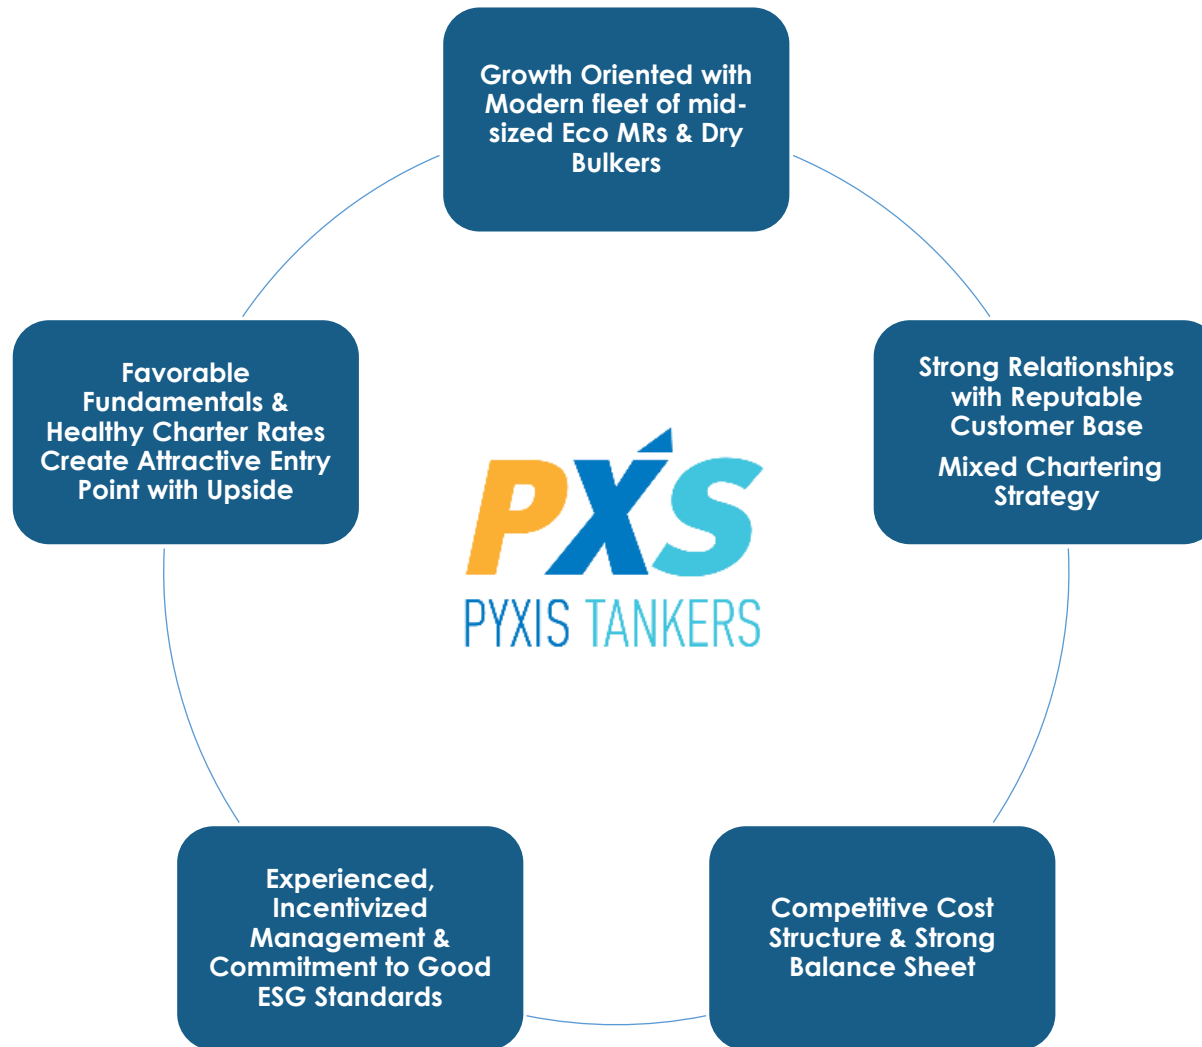 Growth Oriented with
Modern fleet of mid-
sized Eco MRs & Dry
Bulkers
Favorable
Fundamentals &
Healthy Charter Rates
Create Attractive Entry
Point with Upside
Strong Relationships
with Reputable
Customer Base
Mixed Chartering
Strategy
PXS
PYXIS TANKERS
Experienced,
Incentivized
Management &
Commitment to Good
ESG Standards
Competitive Cost
Structure & Strong
Balance Sheet